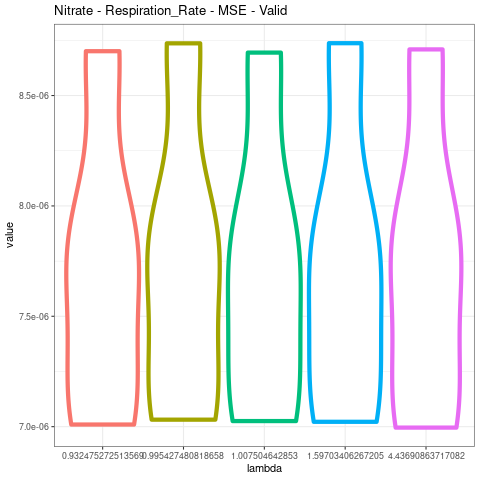 Nitrate - Respiration_Rate - MSE - Valid
8.5e-06
8.0e-06
7.5e-06
7.0e-06
value
0.932475272513569 0.995427480818658 1.007504642853 1.59703406267205 4.43690863717082
lambda